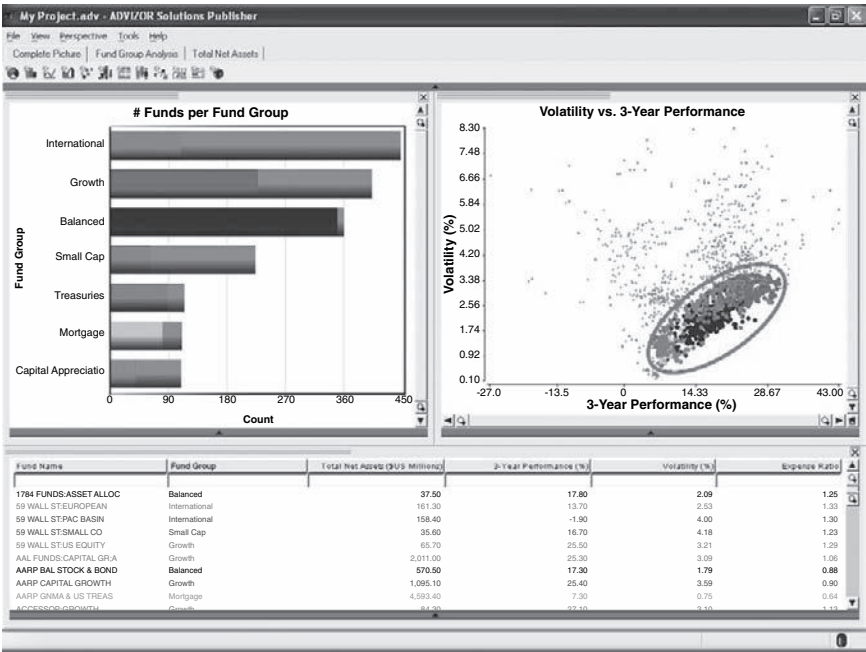 My Project.adv - ADVIZOR Solutions Publisher
File View Perspective Tools Help
Complete Picture | Fund Group Analysis | Total Net Assets |
# Funds per Fund Group
Fund Group
International
Growth
Balanced
Small Cap
Treasuries
Mortgage
Capital Appreciatio
0 90 180 270 360 450
Count
Volatility vs. 3-Year Performance
Volatility (%)
8.30
7.48
6.66
5.84
5.02
4.20
3.38
2.56
1.74
0.92
0.10
-27.0 -13.5 0 14.33 28.67 43.00
3-Year Performance (%)
Fund Name Fund Group Total Net Assets ($US Millions) 3-Year Performance (%) Volatility (%) Expense Ratio
1784 FUNDS:ASSET ALLOC Balanced 37.50 17.80 2.09 1.25
59 WALL ST:EUROPEAN International 161.30 13.70 2.53 1.33
59 WALL ST:PAC BASIN International 158.40 -1.90 4.00 1.30
59 WALL ST:SMALL CO Small Cap 35.60 16.70 4.18 1.23
59 WALL ST:US EQUITY Growth 65.70 25.50 3.21 1.29
AAL FUNDS:CAPITAL GR;A Growth 2,011.00 25.30 3.09 1.06
AARP BAL STOCK & BOND Balanced 570.50 17.30 1.79 0.88
AARP CAPITAL GROWTH Growth 1,095.10 25.40 3.59 0.90
AARP GNMA & US TREAS Mortgage 4,593.40 7.30 0.75 0.64
ACCESSOR:GROWTH Growth 84.20 27.10 3.10 1.13